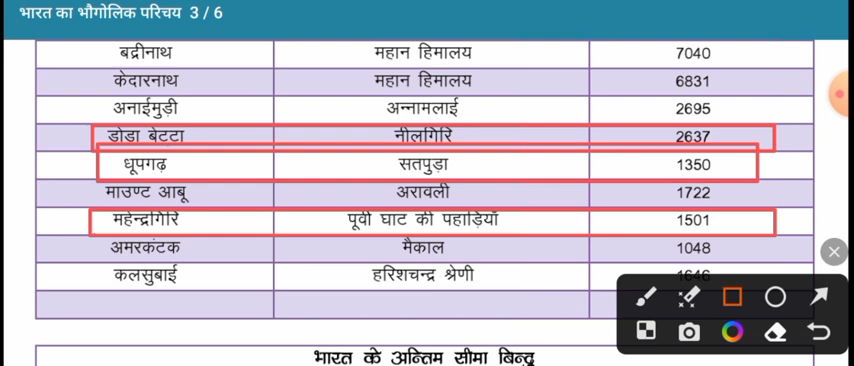 भारत का भौगोलिक परिचय 3 / 6
बद्रीनाथ महान हिमालय 7040
केदारनाथ महान हिमालय 6831
अनाईमुड़ी अन्नामलाई 2695
डोडा बेटटा नीलगिरि 2637
धूपगढ़ सतपुड़ा 1350
माउण्ट आबू अरावली 1722
महेन्द्रगिरि पूर्वी घाट की पहाड़ियाँ 1501
अमरकंटक मैकाल 1048
कलसुबाई हरिशचन्द्र श्रेणी 1646
भारत के अन्तिम सीमा बिन्दु